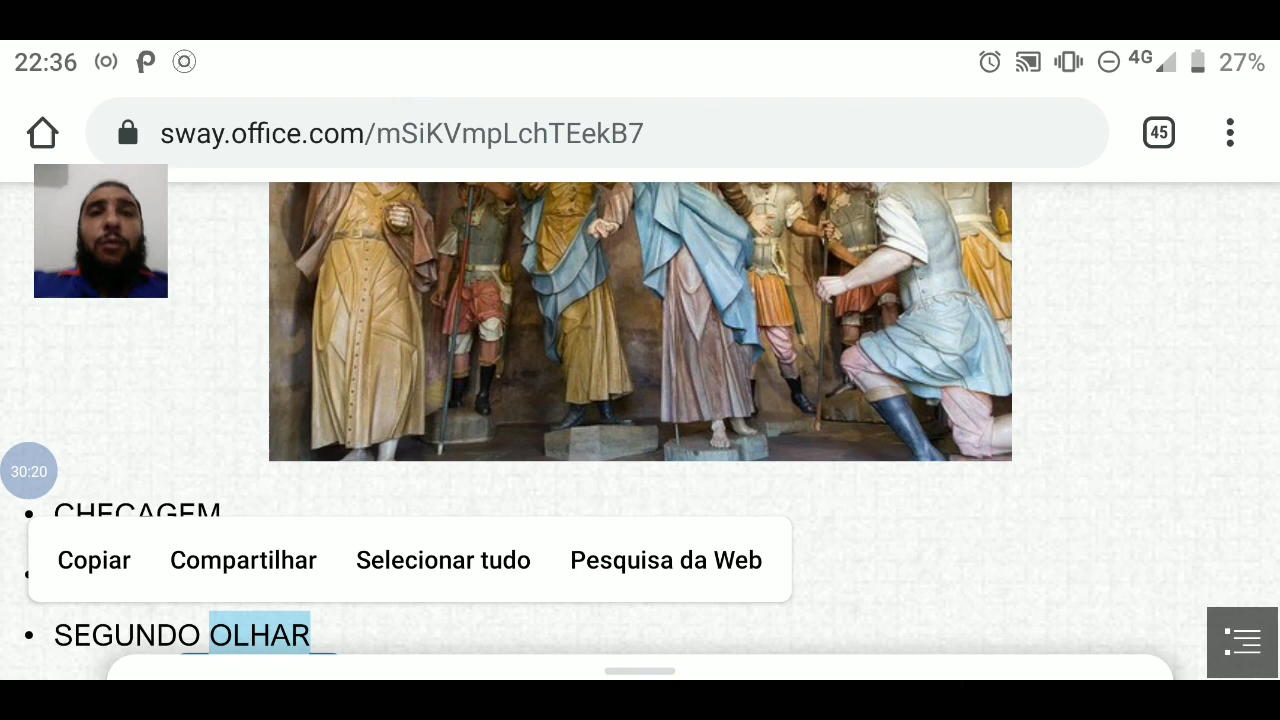 22:36
4G
27%
sway.office.com/mSiKVmpLchTEekB7
45
30:20
• CHECAGEM
Copiar Compartilhar Selecionar tudo Pesquisa da Web
• SEGUNDO OLHAR